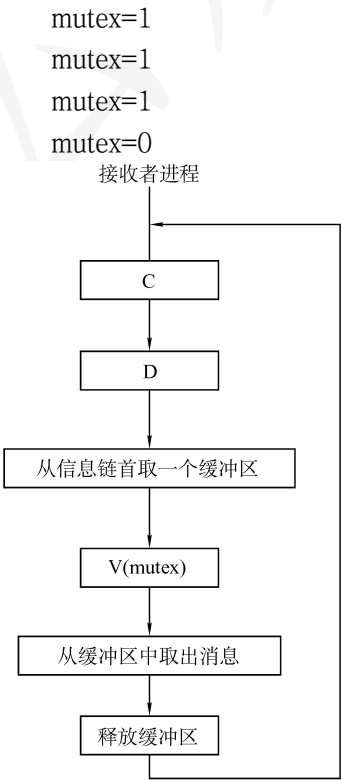 mutex=1
mutex=1
mutex=1
mutex=0
接收者进程
C
D
从信息链首取一个缓冲区
V(mutex)
从缓冲区中取出消息
释放缓冲区